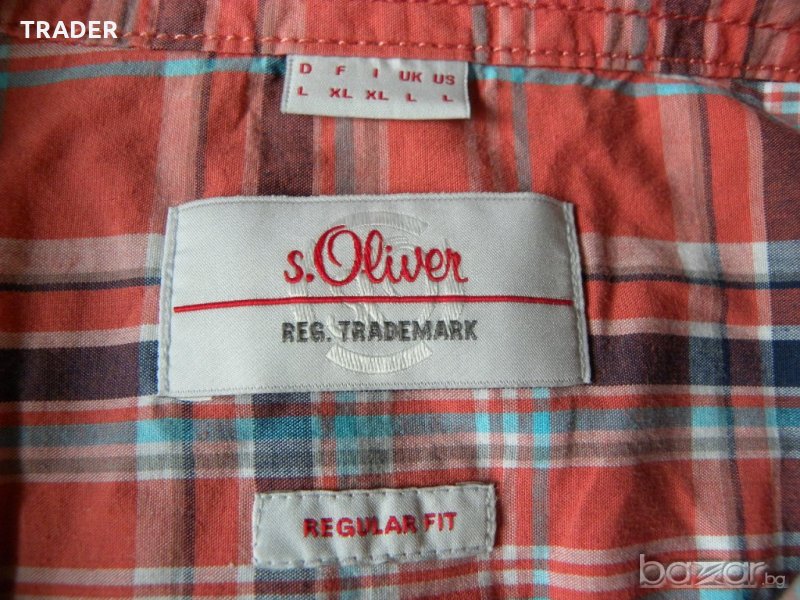 TRADER
D F I UK US
L XL XL L L
s.Oliver
REG. TRADEMARK
REGULAR FIT
bazar.bg